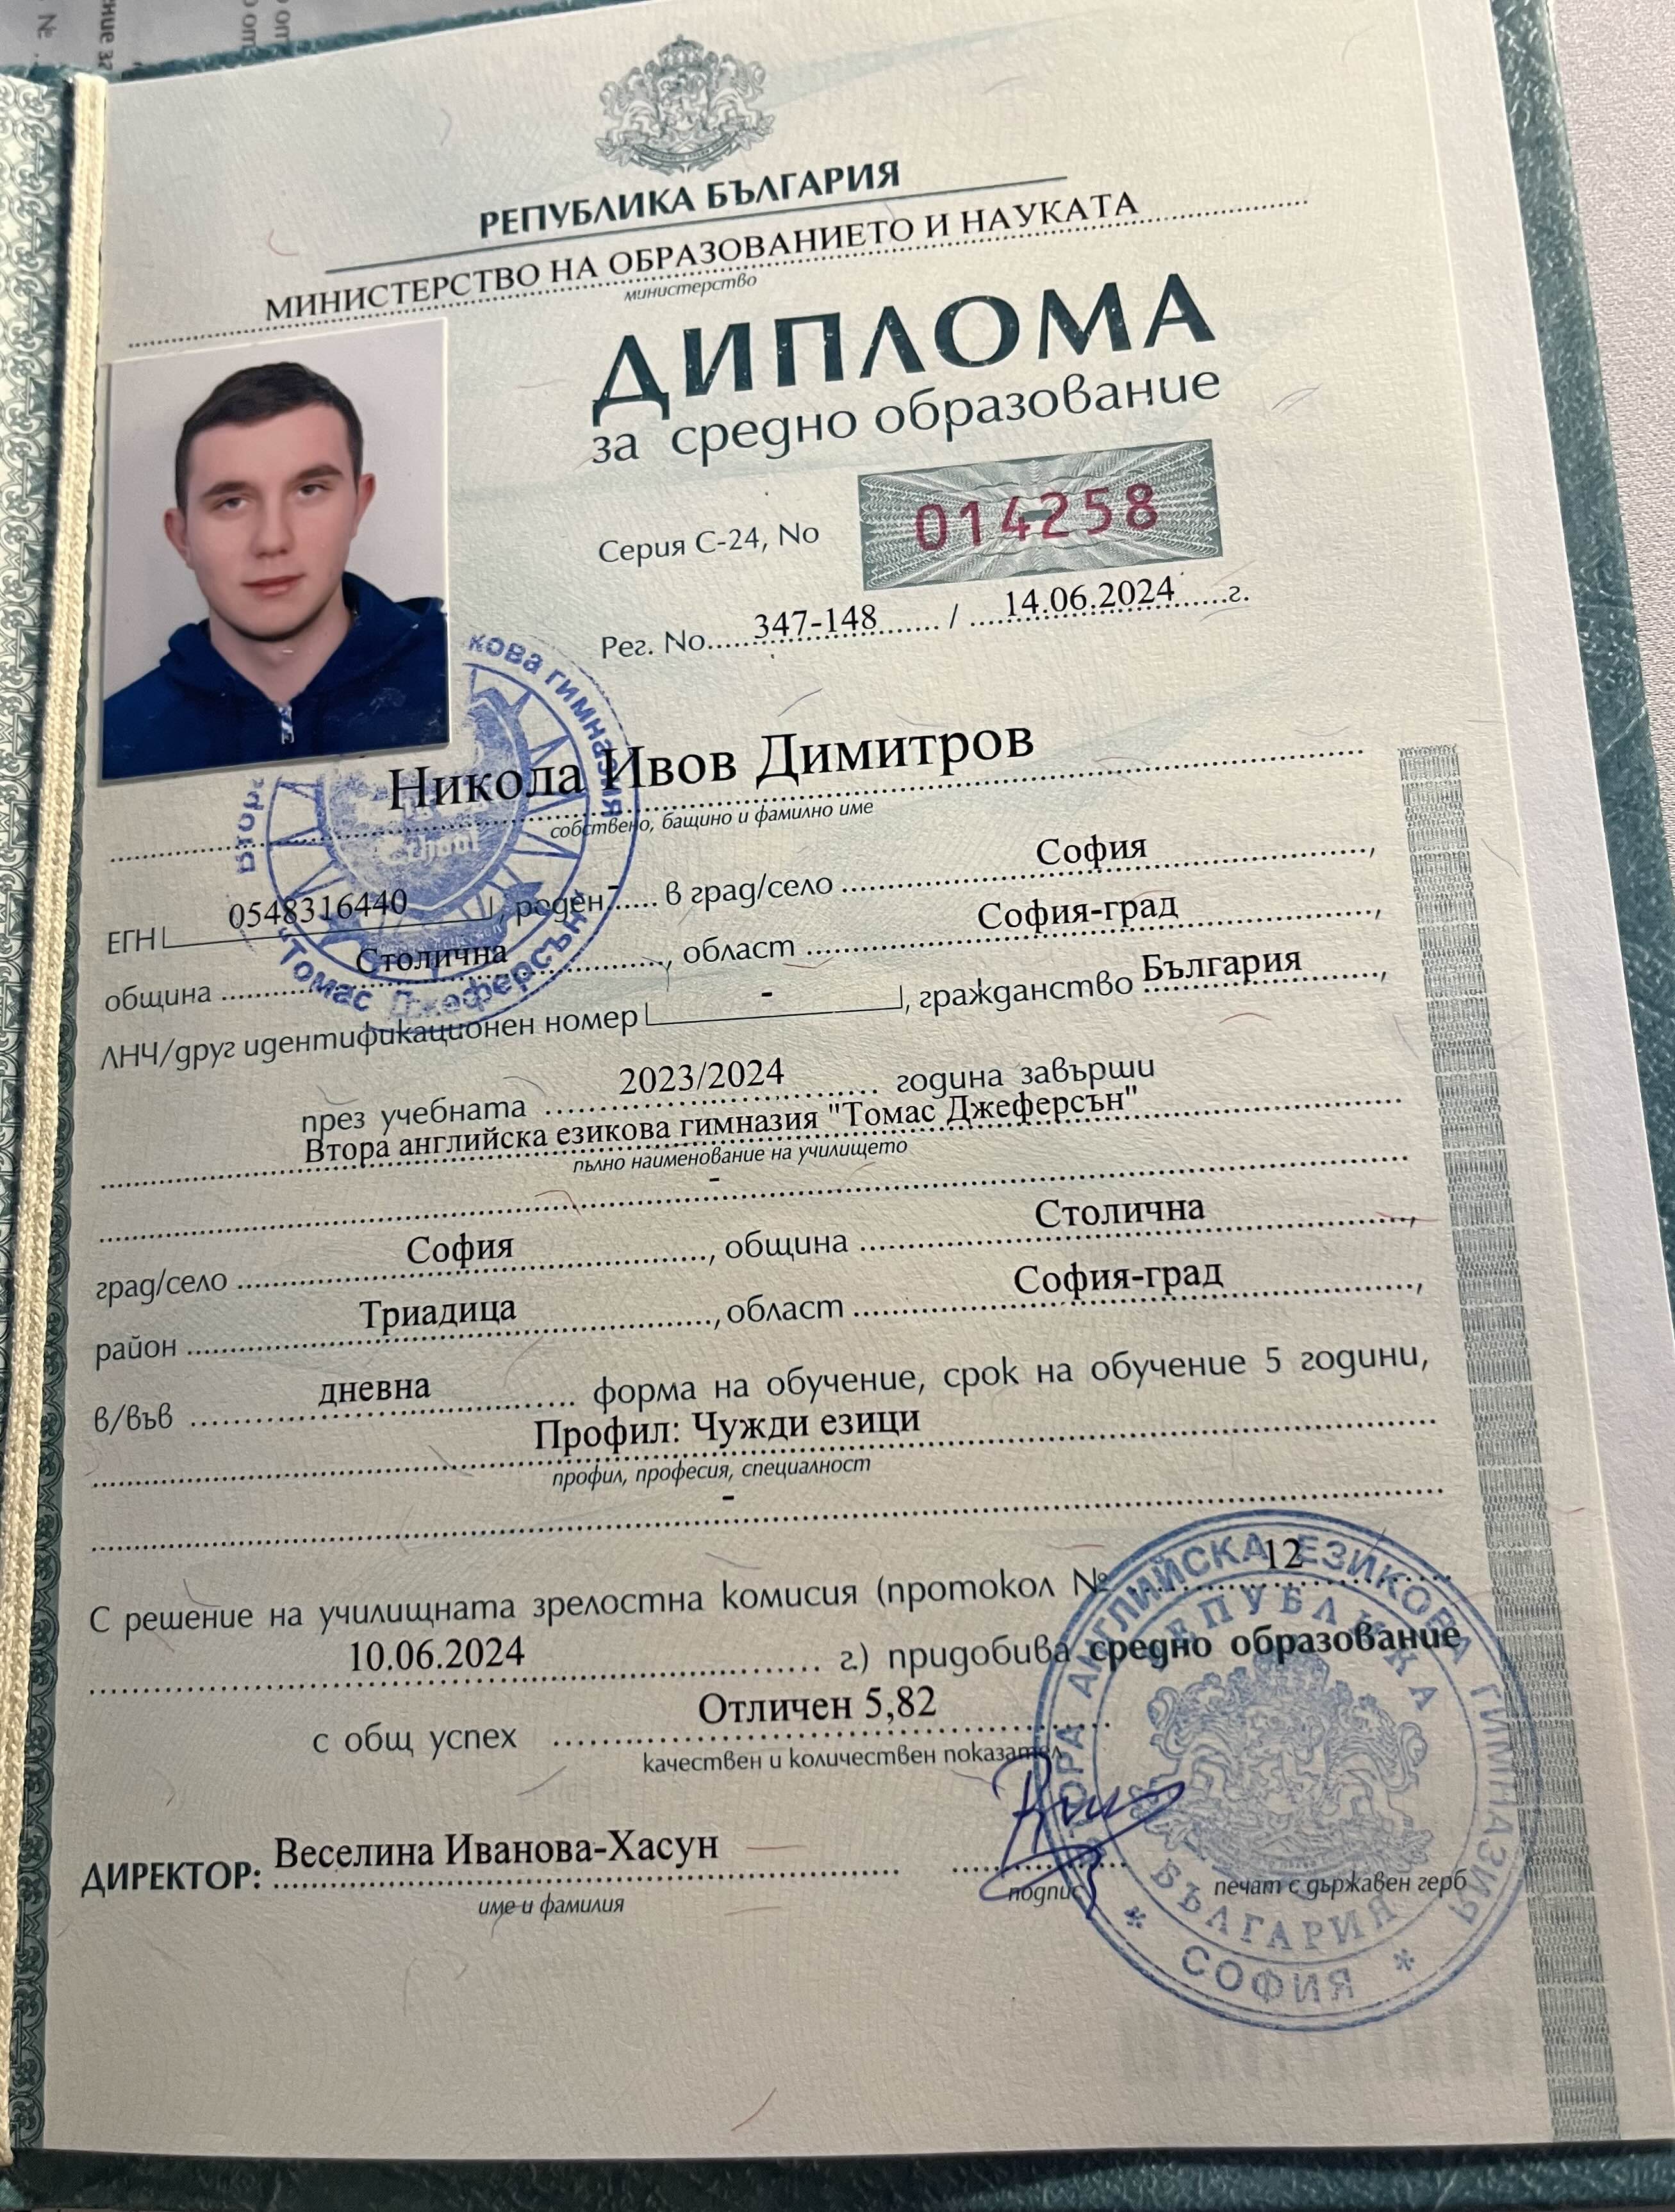 РЕПУБЛИКА БЪЛГАРИЯ
МИНИСТЕРСТВО НА ОБРАЗОВАНИЕТО И НАУКАТА
министерство
ДИПЛОМА
за средно образование
Серия С-24, No 014258
Рег. No 347-148 / 14.06.2024 г.
Никола Ивов Димитров
собствено, бащино и фамилно име
ЕГН 0548316440, роден - в град/село София,
община Столична, област София-град,
ЛНЧ/друг идентификационен номер -, гражданство България,
през учебната 2023/2024 година завърши
Втора английска езикова гимназия "Томас Джеферсън"
пълно наименование на училището
-
град/село София, община Столична,
район Триадица, област София-град,
в/във дневна форма на обучение, срок на обучение 5 години,
Профил: Чужди езици
профил, професия, специалност
-
С решение на училищната зрелостна комисия (протокол № 12
10.06.2024 г.) придобива средно образование
с общ успех Отличен 5,82
качествен и количествен показател
ДИРЕКТОР: Веселина Иванова-Хасун
име и фамилия
подпис
печат с държавен герб
кова гимназия
"Томас Джеферсън"
School
ВТОРА АНГЛИЙСКА ЕЗИКОВА ГИМНАЗИЯ
* СОФИЯ *
РЕПУБЛИКА
БЪЛГАРИЯ